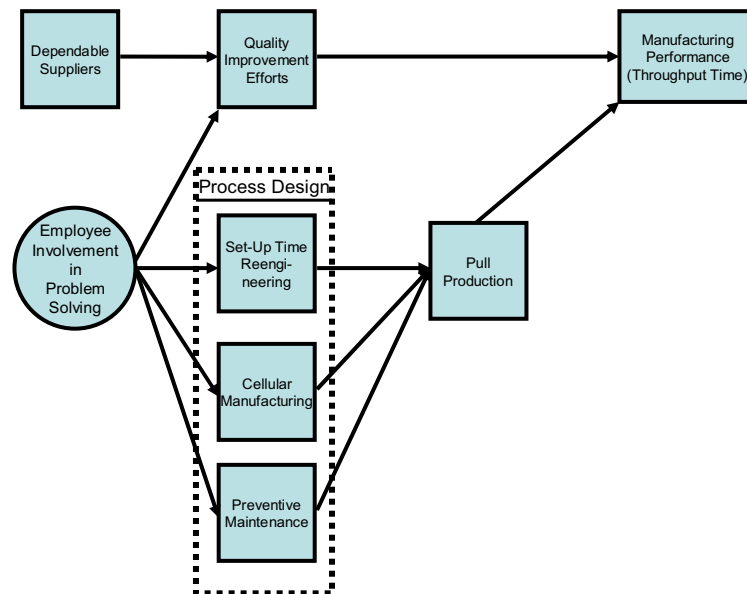 Dependable
Suppliers
Quality
Improvement
Efforts
Manufacturing
Performance
(Throughput Time)
Process Design
Employee
Involvement
in
Problem
Solving
Set-Up Time
Reengi-
neering
Pull
Production
Cellular
Manufacturing
Preventive
Maintenance